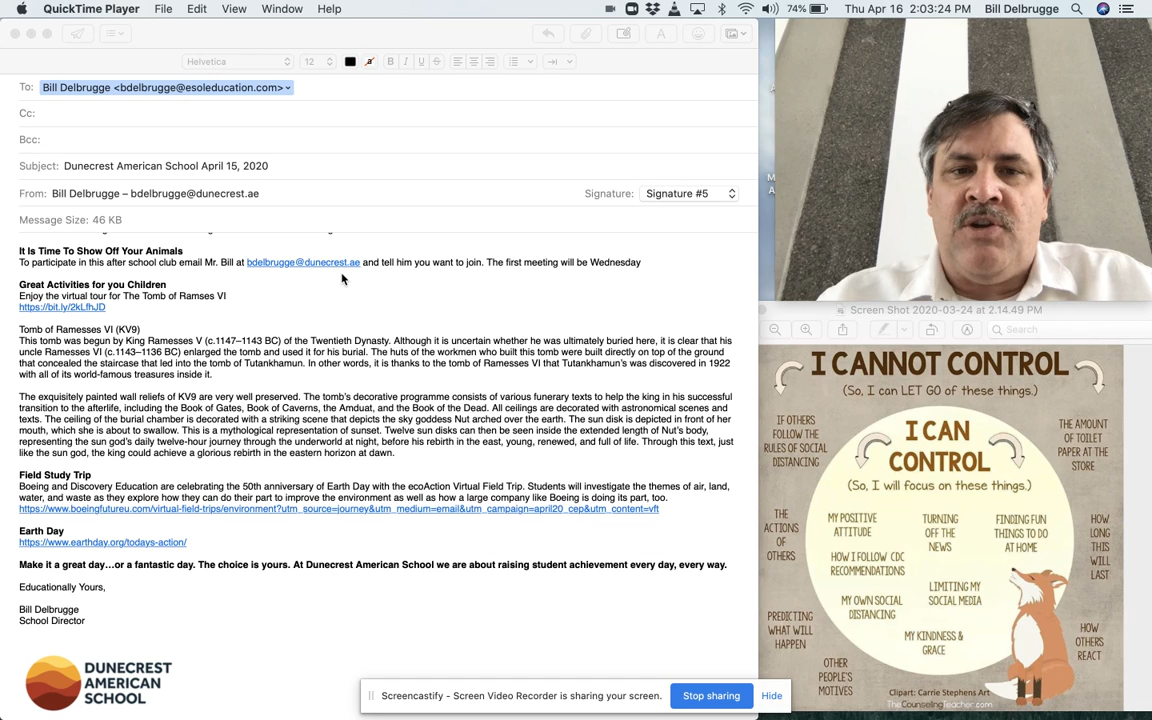 QuickTime Player File Edit View Window Help 74% Thu Apr 16 2:03:24 PM Bill Delbrugge
Helvetica 12 B I U S
To: Bill Delbrugge <bdelbrugge@esoleducation.com>
Cc:
Bcc:
Subject: Dunecrest American School April 15, 2020
From: Bill Delbrugge – bdelbrugge@dunecrest.ae Signature: Signature #5
Message Size: 46 KB
It Is Time To Show Off Your Animals
To participate in this after school club email Mr. Bill at bdelbrugge@dunecrest.ae and tell him you want to join. The first meeting will be Wednesday
Great Activities for you Children
Enjoy the virtual tour for The Tomb of Ramses VI
https://bit.ly/2kLfhJD
Tomb of Ramesses VI (KV9)
This tomb was begun by King Ramesses V (c.1147–1143 BC) of the Twentieth Dynasty. Although it is uncertain whether he was ultimately buried here, it is clear that his
uncle Ramesses VI (c.1143–1136 BC) enlarged the tomb and used it for his burial. The huts of the workmen who built this tomb were built directly on top of the ground
that concealed the staircase that led into the tomb of Tutankhamun. In other words, it is thanks to the tomb of Ramesses VI that Tutankhamun's was discovered in 1922
with all of its world-famous treasures inside it.
The exquisitely painted wall reliefs of KV9 are very well preserved. The tomb's decorative programme consists of various funerary texts to help the king in his successful
transition to the afterlife, including the Book of Gates, Book of Caverns, the Amduat, and the Book of the Dead. All ceilings are decorated with astronomical scenes and
texts. The ceiling of the burial chamber is decorated with a striking scene that depicts the sky goddess Nut arched over the earth. The sun disk is depicted in front of her
mouth, which she is about to swallow. This is a mythological representation of sunset. Twelve sun disks can then be seen inside the extended length of Nut's body,
representing the sun god's daily twelve-hour journey through the underworld at night, before his rebirth in the east, young, renewed, and full of life. Through this text, just
like the sun god, the king could achieve a glorious rebirth in the eastern horizon at dawn.
Field Study Trip
Boeing and Discovery Education are celebrating the 50th anniversary of Earth Day with the ecoAction Virtual Field Trip. Students will investigate the themes of air, land,
water, and waste as they explore how they can do their part to improve the environment as well as how a large company like Boeing is doing its part, too.
https://www.boeingfutureu.com/virtual-field-trips/environment?utm_source=journey&utm_medium=email&utm_campaign=april20_cep&utm_content=vft
Earth Day
https://www.earthday.org/todays-action/
Make it a great day…or a fantastic day. The choice is yours. At Dunecrest American School we are about raising student achievement every day, every way.
Educationally Yours,
Bill Delbrugge
School Director
DUNECREST
AMERICAN
SCHOOL
Screencastify - Screen Video Recorder is sharing your screen. Stop sharing Hide
Screen Shot 2020-03-24 at 2.14.49 PM
Search
I CANNOT CONTROL
(So, I can LET GO of these things.)
IF OTHERS
FOLLOW THE
RULES OF SOCIAL
DISTANCING
I CAN
CONTROL
(So, I will focus on these things.)
THE AMOUNT
OF TOILET
PAPER AT THE
STORE
THE
ACTIONS
OF
OTHERS
MY POSITIVE
ATTITUDE
TURNING
OFF THE
NEWS
FINDING FUN
THINGS TO DO
AT HOME
HOW
LONG
THIS
WILL
LAST
HOW I FOLLOW CDC
RECOMMENDATIONS
LIMITING MY
SOCIAL MEDIA
MY OWN SOCIAL
DISTANCING
PREDICTING
WHAT WILL
HAPPEN
MY KINDNESS &
GRACE
HOW
OTHERS
REACT
OTHER
PEOPLE'S
MOTIVES
Clipart: Carrie Stephens Art
TheCounselingTeacher.com